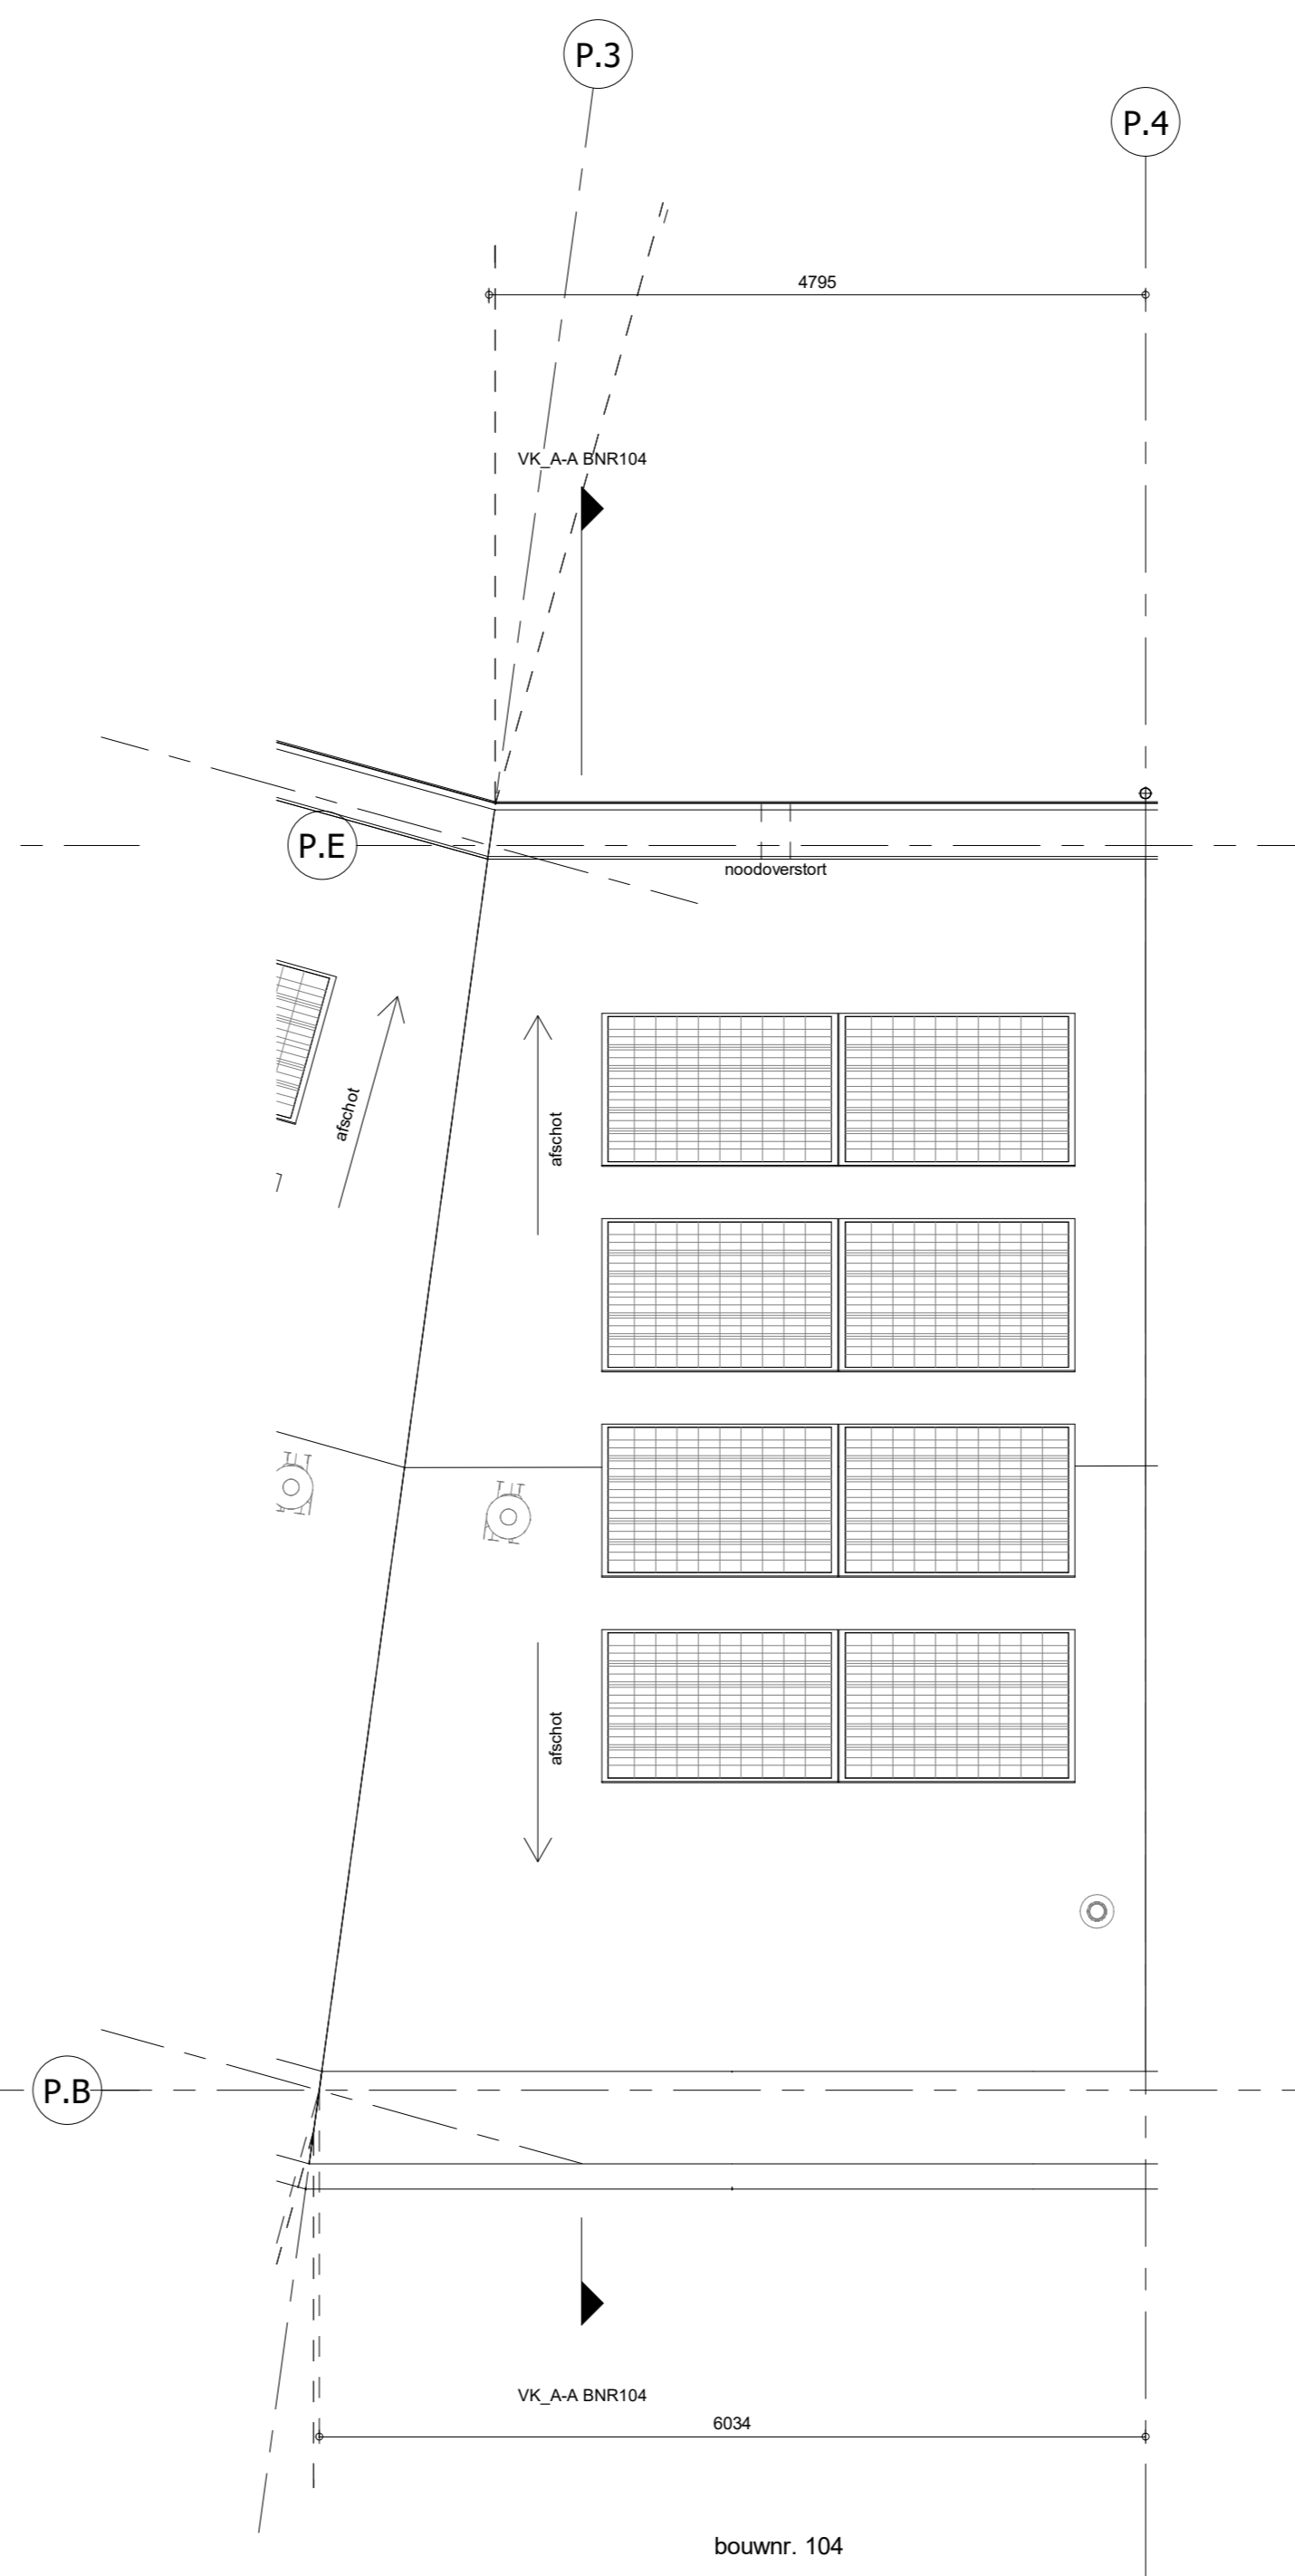 P.3
P.4
4795
VK_A-A BNR104
P.E
noodoverstort
afschot
afschot
afschot
P.B
VK_A-A BNR104
6034
bouwnr. 104